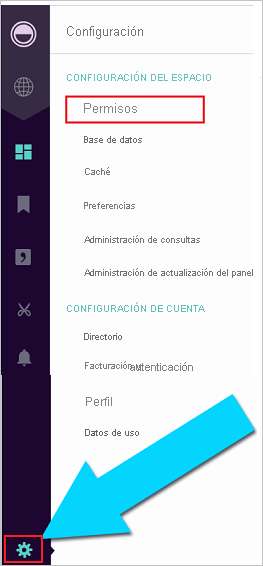 Configuración
CONFIGURACIÓN DEL ESPACIO
Permisos
Base de datos
Caché
Preferencias
Administración de consultas
Administración de actualización del panel
CONFIGURACIÓN DE CUENTA
Directorio
Facturación autenticación
Perfil
Datos de uso